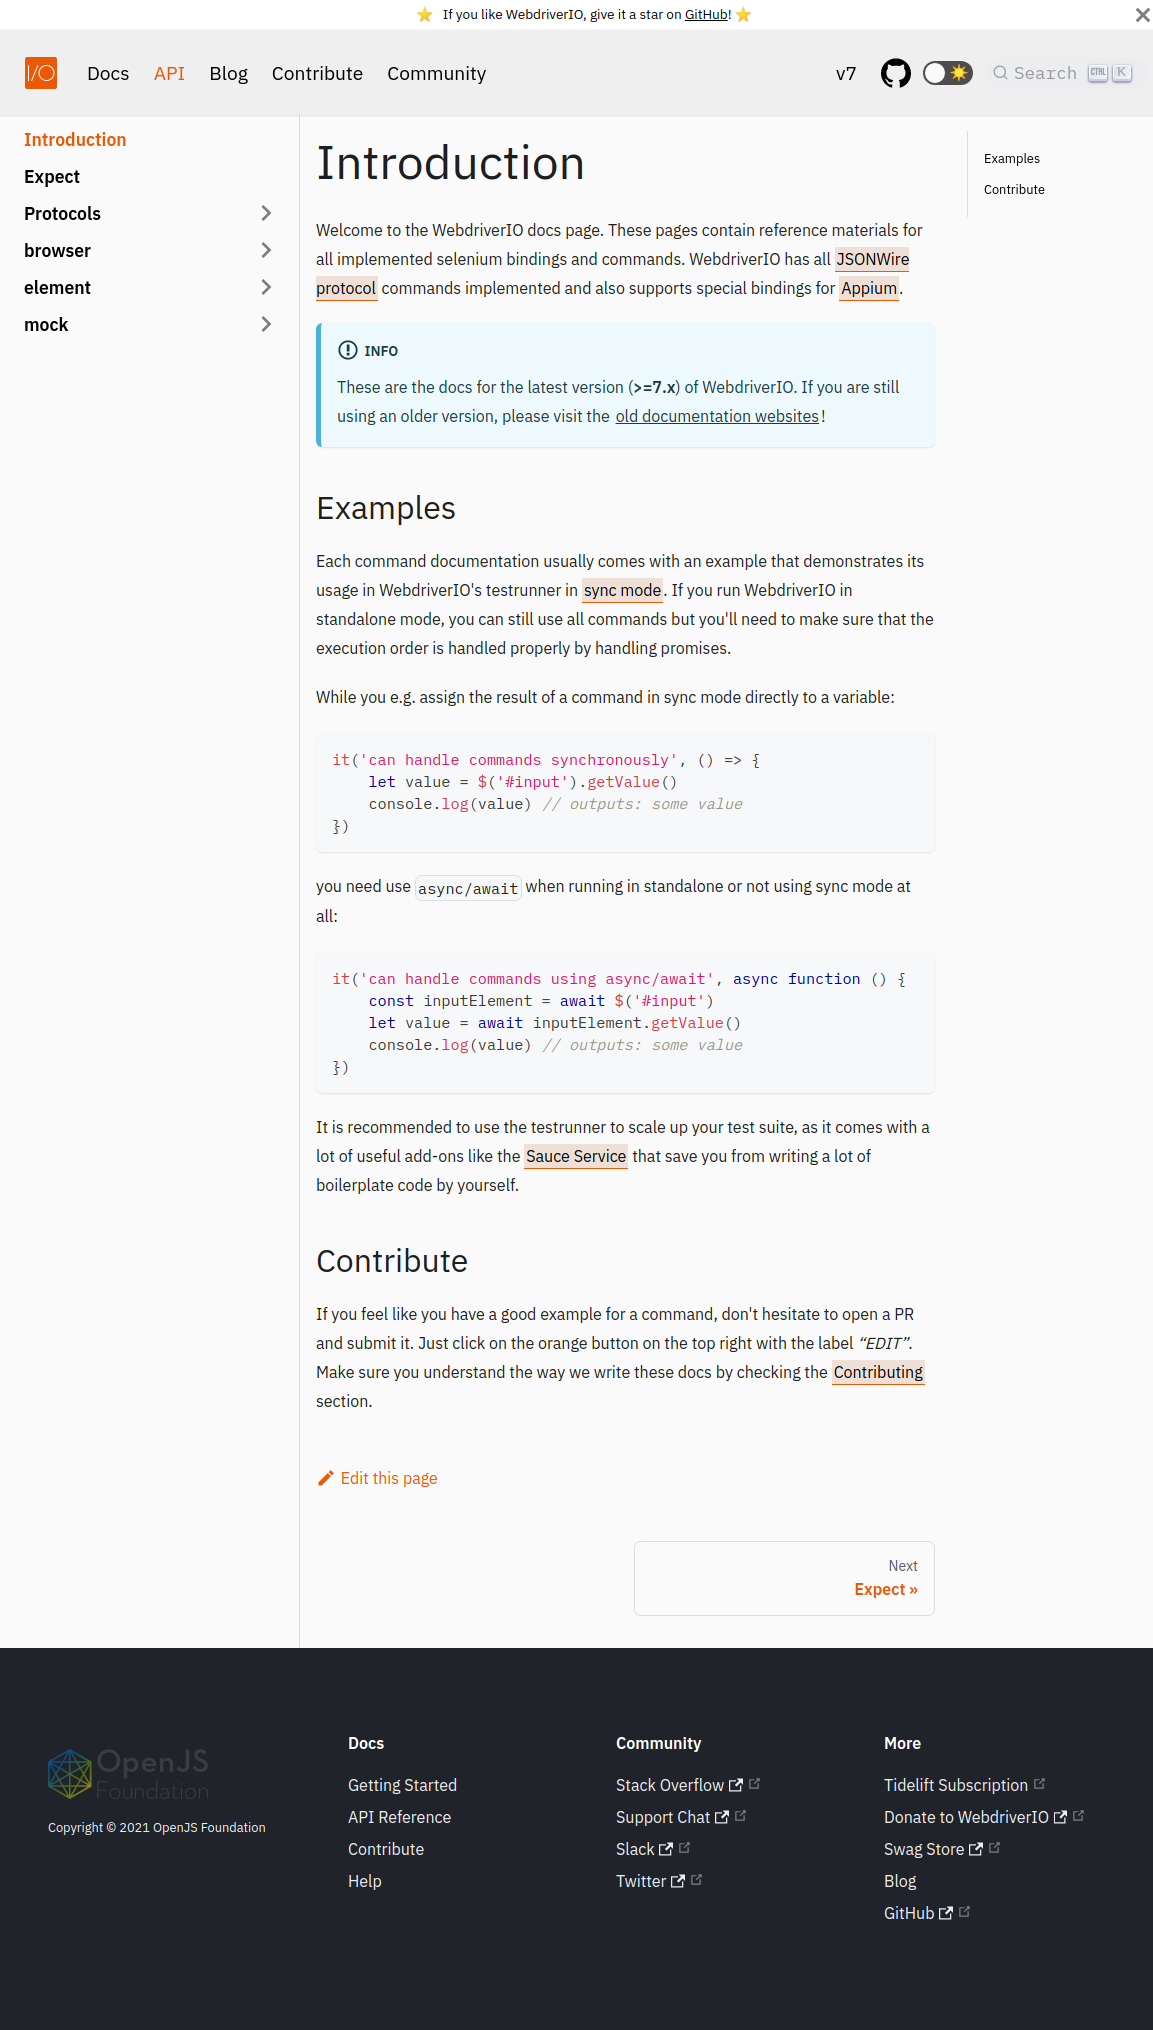 ⭐ If you like WebdriverIO, give it a star on GitHub! ⭐
I/O
Docs
API
Blog
Contribute
Community
v7
Search
CTRL
K
Introduction
Expect
Protocols
browser
element
mock
Introduction
Welcome to the WebdriverIO docs page. These pages contain reference materials for
all implemented selenium bindings and commands. WebdriverIO has all JSONWire
protocol commands implemented and also supports special bindings for Appium.
INFO
These are the docs for the latest version (>=7.x) of WebdriverIO. If you are still
using an older version, please visit the old documentation websites!
Examples
Each command documentation usually comes with an example that demonstrates its
usage in WebdriverIO's testrunner in sync mode. If you run WebdriverIO in
standalone mode, you can still use all commands but you'll need to make sure that the
execution order is handled properly by handling promises.
While you e.g. assign the result of a command in sync mode directly to a variable:
it('can handle commands synchronously', () => {
    let value = $('#input').getValue()
    console.log(value) // outputs: some value
})
you need use async/await when running in standalone or not using sync mode at
all:
it('can handle commands using async/await', async function () {
    const inputElement = await $('#input')
    let value = await inputElement.getValue()
    console.log(value) // outputs: some value
})
It is recommended to use the testrunner to scale up your test suite, as it comes with a
lot of useful add-ons like the Sauce Service that save you from writing a lot of
boilerplate code by yourself.
Contribute
If you feel like you have a good example for a command, don't hesitate to open a PR
and submit it. Just click on the orange button on the top right with the label “EDIT”.
Make sure you understand the way we write these docs by checking the Contributing
section.
Edit this page
Next
Expect »
Examples
Contribute
OpenJS
Foundation
Copyright © 2021 OpenJS Foundation
Docs
Getting Started
API Reference
Contribute
Help
Community
Stack Overflow
Support Chat
Slack
Twitter
More
Tidelift Subscription
Donate to WebdriverIO
Swag Store
Blog
GitHub